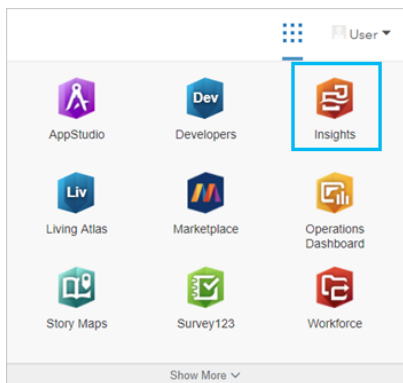 User
Dev
AppStudio
Developers
Insights
Liv
Living Atlas
Marketplace
Operations
Dashboard
Story Maps
Survey123
Workforce
Show More